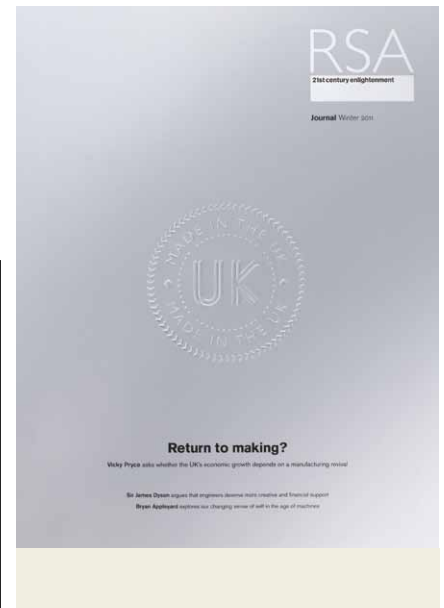 RSA
21st century enlightenment
Journal Winter 2011
MADE IN THE UK
UK
MADE IN THE UK
Return to making?
Vicky Pryce asks whether the UK's economic growth depends on a manufacturing revival
Sir James Dyson argues that engineers deserve more creative and financial support
Bryan Appleyard explores our changing sense of self in the age of machines